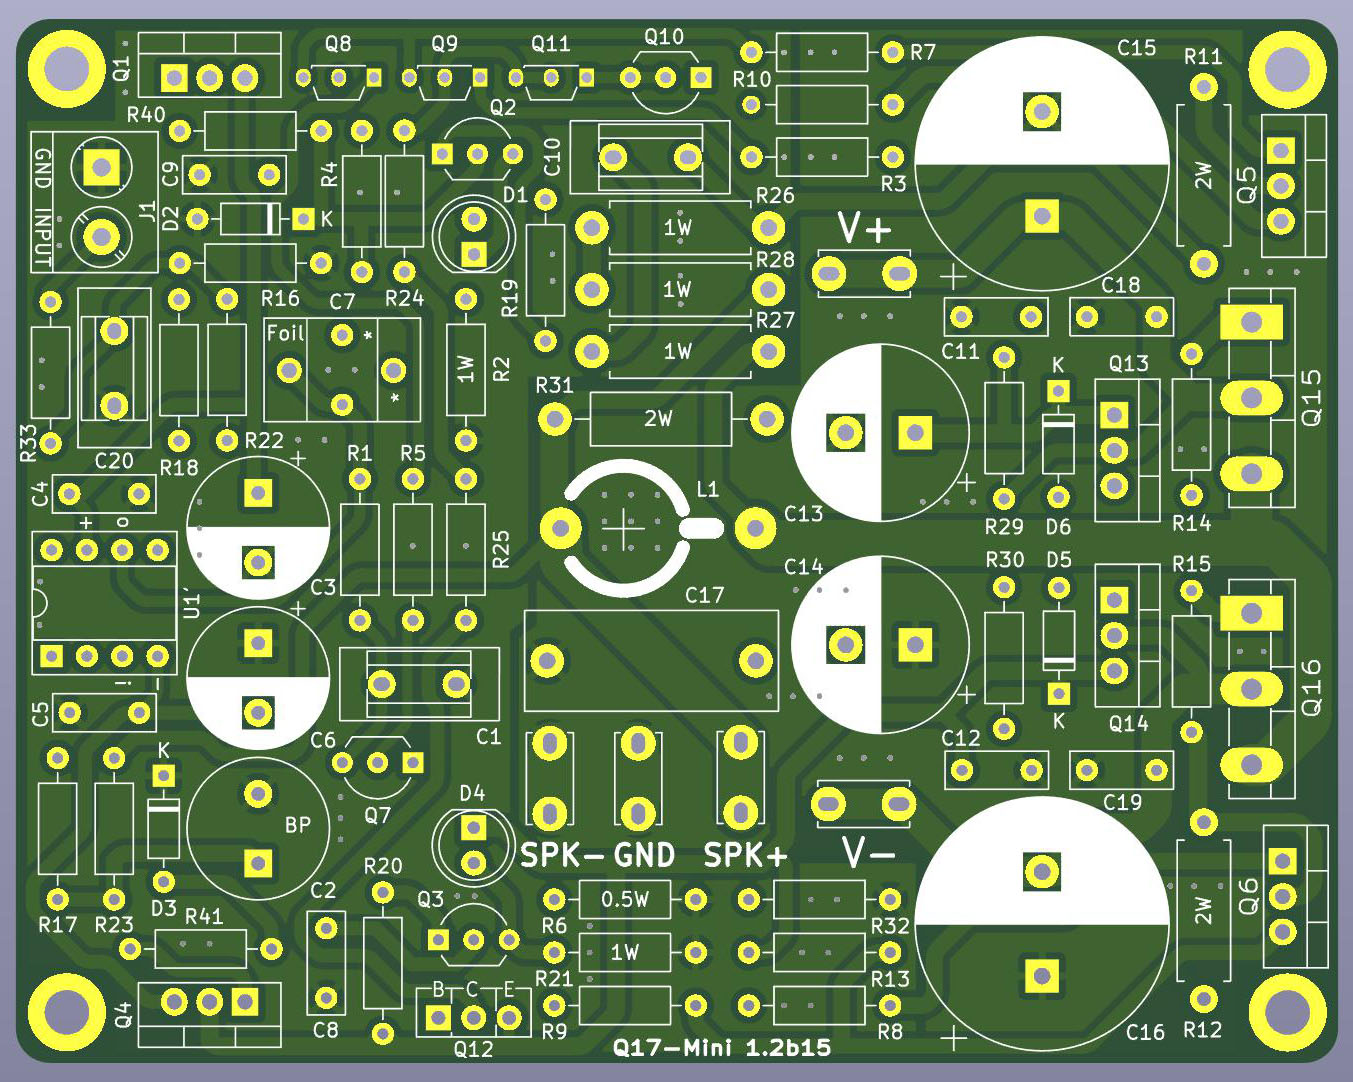 Q1
Q8
Q9
Q11
Q10
R7
C15
R11
R10
R40
Q2
C10
R3
2W
Q5
GND INPUT
J1
C9
R4
D1
R26
D2
K
1W
V+
R28
R16
C7
R24
R19
1W
C18
R27
Foil
*
*
1W
R2
1W
C11
R31
K
Q13
2W
Q15
R33
C20
R18
R22
+
R1
R5
C4
L1
C13
+
R29
D6
R14
+
o
R25
U1'
C3
C14
R30
D5
R15
+
C17
i
–
Q16
C5
C6
C1
+
K
Q14
K
C12
Q7
D4
C19
BP
SPK-
GND
SPK+
V-
R17
R23
D3
R41
C2
R20
Q3
0.5W
R6
R32
2W
Q6
1W
R21
R13
Q4
C8
B C E
Q12
R9
R8
+
C16
R12
Q17-Mini 1.2b15